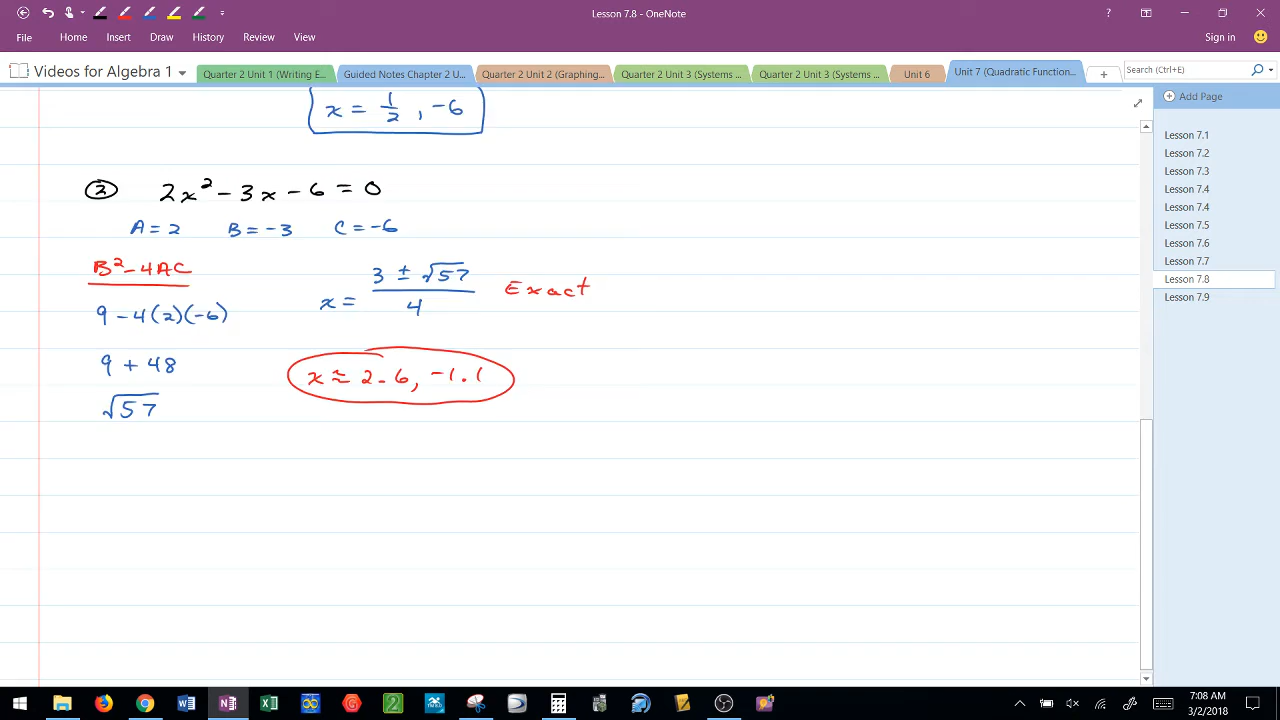 Lesson 7.8 - OneNote
File Home Insert Draw History Review View
Sign in
Videos for Algebra 1
Quarter 2 Unit 1 (Writing E... Guided Notes Chapter 2 U... Quarter 2 Unit 2 (Graphing... Quarter 2 Unit 3 (Systems ... Quarter 2 Unit 3 (Systems ... Unit 6 Unit 7 (Quadratic Function... Search (Ctrl+E)
Add Page
Lesson 7.1
Lesson 7.2
Lesson 7.3
Lesson 7.4
Lesson 7.4
Lesson 7.5
Lesson 7.6
Lesson 7.7
Lesson 7.8
Lesson 7.9
x = 1/2 , -6
② 2x² - 3x - 6 = 0
A = 2 B = -3 C = -6
B² - 4AC
9 - 4(2)(-6)
9 + 48
√57
x = (3 ± √57)/4 Exact
x ≈ 2.6, -1.1
7:08 AM
3/2/2018